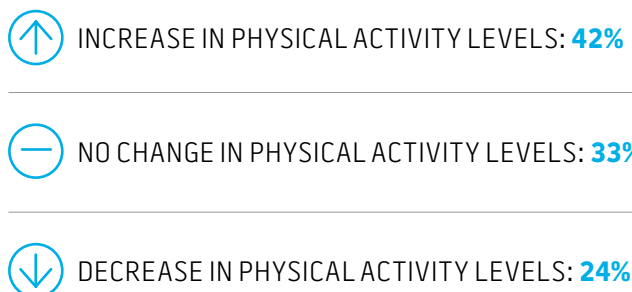 INCREASE IN PHYSICAL ACTIVITY LEVELS: 42%
NO CHANGE IN PHYSICAL ACTIVITY LEVELS: 33%
DECREASE IN PHYSICAL ACTIVITY LEVELS: 24%